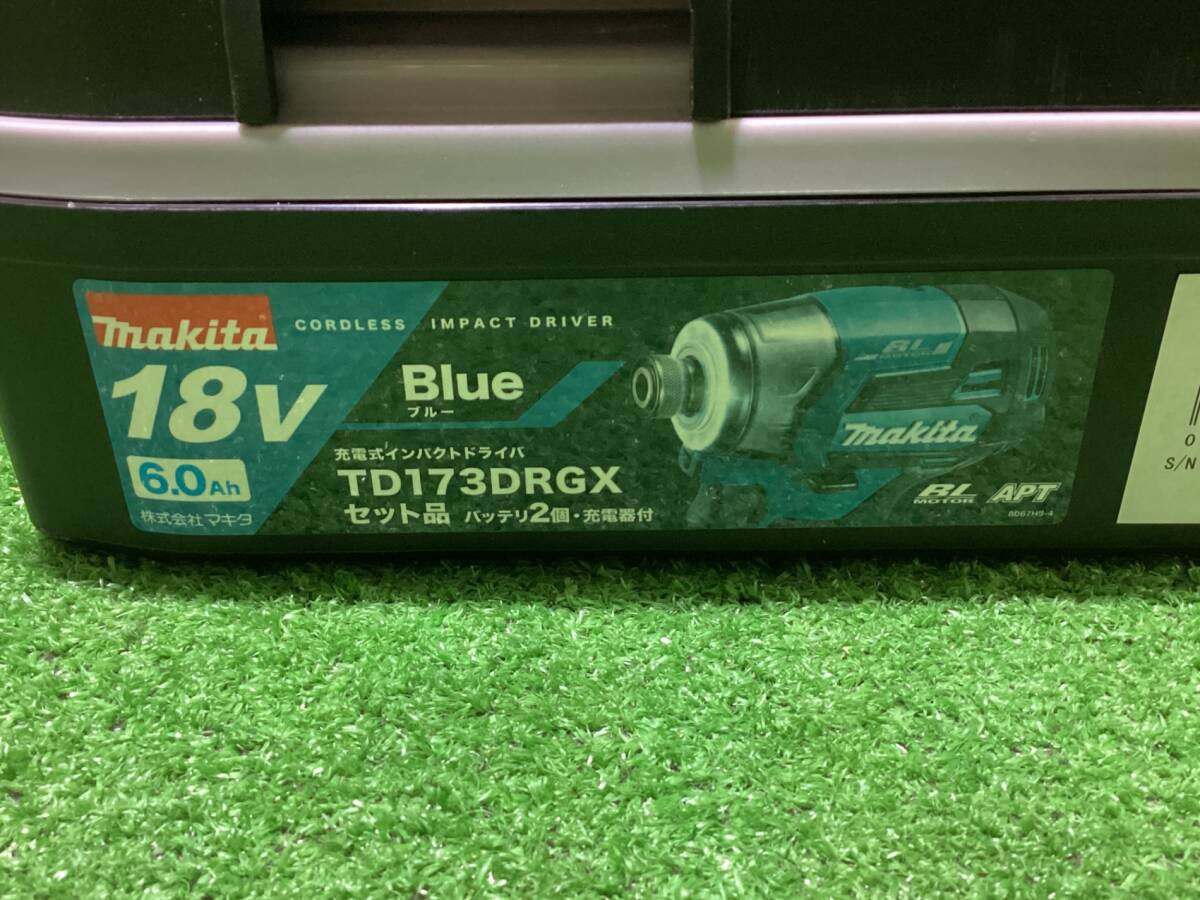 makita
CORDLESS IMPACT DRIVER
18V
6.0Ah
株式会社マキタ
Blue
ブルー
充電式インパクトドライバ
TD173DRGX
セット品 バッテリ2個・充電器付
BL
MOTOR
makita
BL
MOTOR
APT
S/N